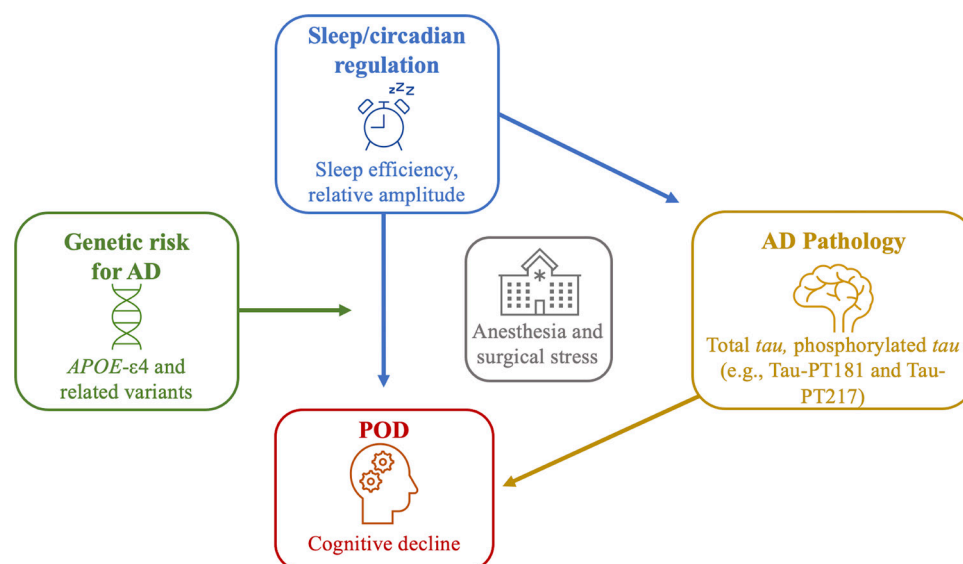 Sleep/circadian
regulation
zZZ
Sleep efficiency,
relative amplitude
Genetic risk
for AD
APOE-ε4 and
related variants
Anesthesia and
surgical stress
AD Pathology
Total tau, phosphorylated tau
(e.g., Tau-PT181 and Tau-
PT217)
POD
Cognitive decline